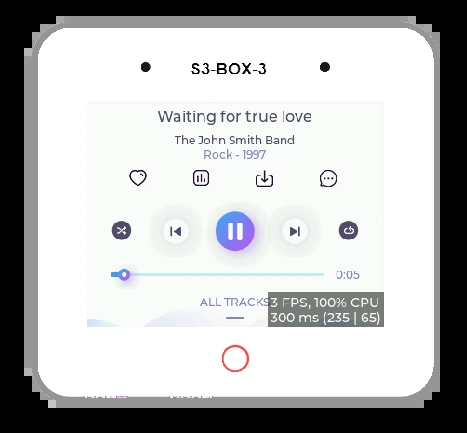 S3-BOX-3
Waiting for true love
The John Smith Band
Rock - 1997
0:05
ALL TRACKS
3 FPS, 100% CPU
300 ms (235 | 65)